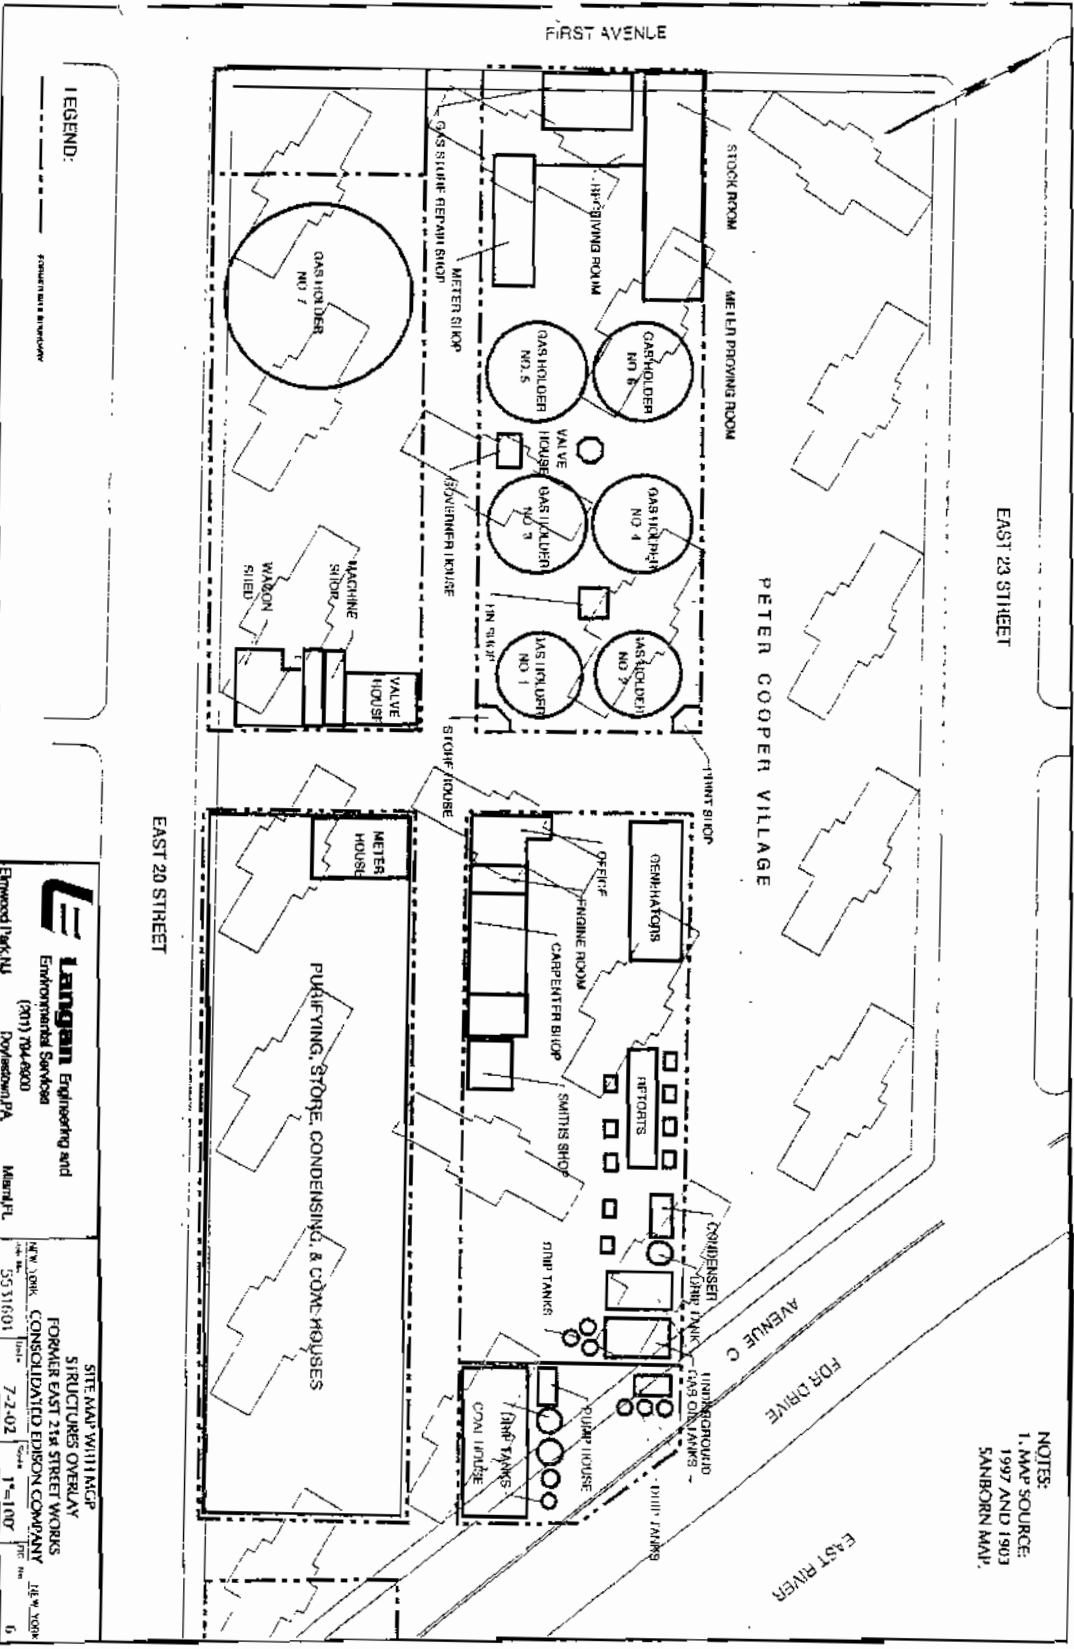 FIRST AVENUE
EAST 23 STREET
PETER COOPER VILLAGE
STOCK ROOM
METER PROVING ROOM
RECEIVING ROOM
GAS STOVE REPAIR SHOP
METER SHOP
GAS HOLDER
NO. 7
GAS HOLDER
NO. 5
GAS HOLDER
NO. 6
VALVE
HOUSE
GOVERNER HOUSE
GAS HOLDER
NO. 3
GAS HOLDER
NO. 4
GAS HOLDER
NO. 1
GAS HOLDER
NO. 2
MACHINE
SHOP
WAGON
SHED
VALVE
HOUSE
STORE HOUSE
METER
HOUSE
OFFICE
ENGINE ROOM
CARPENTER SHOP
SMITHS SHOP
GENERATORS
RETORTS
CONDENSER
DRIP TANK
DRIP TANKS
UNDERGROUND
GAS OIL TANKS
DRIP TANKS
PUMP HOUSE
DRIP TANKS
COAL HOUSE
PURIFYING, STORE, CONDENSING, & COAL HOUSES
AVENUE C
FDR DRIVE
EAST RIVER
EAST 20 STREET
LEGEND:
NOTES:
1. MAP SOURCE:
1997 AND 1903
SANBORN MAP.
Langan Engineering and
Environmental Services
(201) 794-6900
Elmwood Park, NJ Doylestown, PA Miami, FL
SITE MAP WITH MGP
STRUCTURES OVERLAY
FORMER EAST 21st STREET WORKS
CONSOLIDATED EDISON COMPANY
NEW YORK NEW YORK
5531601 Date 7-2-02 Scale 1"=100' 6